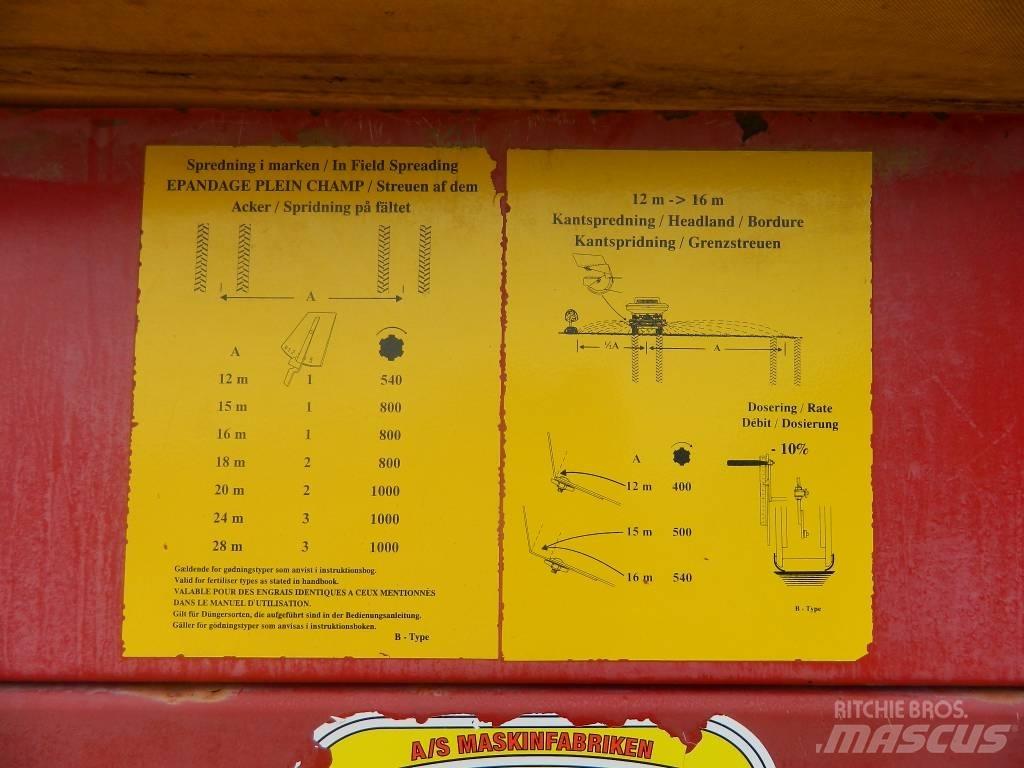 Spredning i marken / In Field Spreading
EPANDAGE PLEIN CHAMP / Streuen af dem
Acker / Spridning på fältet
A
A
12 m 1 540
15 m 1 800
16 m 1 800
18 m 2 800
20 m 2 1000
24 m 3 1000
28 m 3 1000
Gældende for gødningstyper som anvist i instruktionsbog.
Valid for fertiliser types as stated in handbook.
VALABLE POUR DES ENGRAIS IDENTIQUES A CEUX MENTIONNÉS
DANS LE MANUEL D'UTILISATION.
Gilt für Düngersorten, die aufgeführt sind in der Bedienungsanleitung.
Gäller för gödningstyper som anvisas i instruktionsboken.
B - Type
12 m -> 16 m
Kantspredning / Headland / Bordure
Kantspridning / Grenzstreuen
½A A
Dosering / Rate
Débit / Dosierung
- 10%
A
12 m 400
15 m 500
16 m 540
B - Type
A/S MASKINFABRIKEN
RITCHIE BROS.
MASCUS